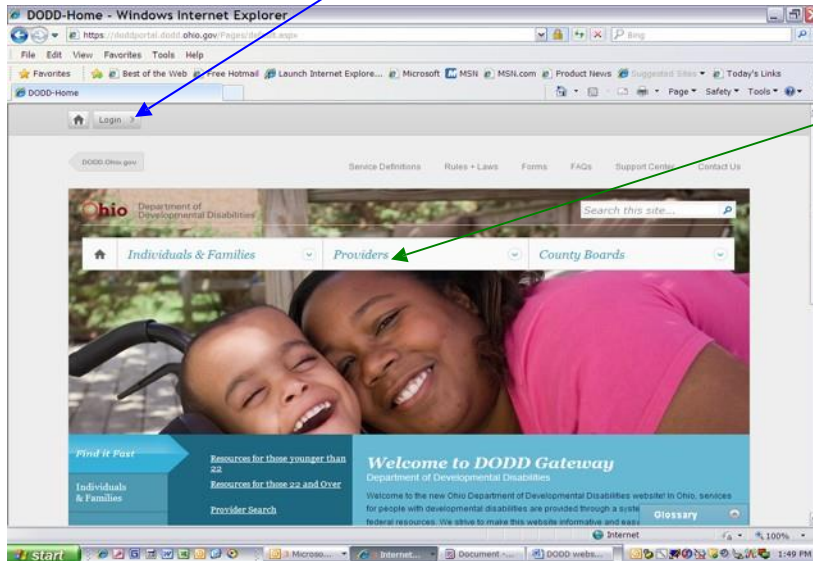 DODD-Home - Windows Internet Explorer
https://doddportal.dodd.ohio.gov/Pages/default.aspx
Bing
File Edit View Favorites Tools Help
Favorites Best of the Web Free Hotmail Launch Internet Explore... Microsoft MSN MSN.com Product News Suggested Sites Today's Links
DODD-Home
Page Safety Tools
Login
DODD.Ohio.gov
Service Definitions Rules + Laws Forms FAQs Support Center Contact Us
Ohio Department of
Developmental Disabilities
Search this site...
Individuals & Families Providers County Boards
Find it Fast
Individuals
& Families
Resources for those younger than
22
Resources for those 22 and Over
Provider Search
Welcome to DODD Gateway
Department of Developmental Disabilities
Welcome to the new Ohio Department of Developmental Disabilities website! In Ohio, services
for people with developmental disabilities are provided through a syste
federal resources. We strive to make this website informative and easi
Glossary
Internet 100%
start 3 Microso... Internet... Document -... DODD webs... 1:49 PM